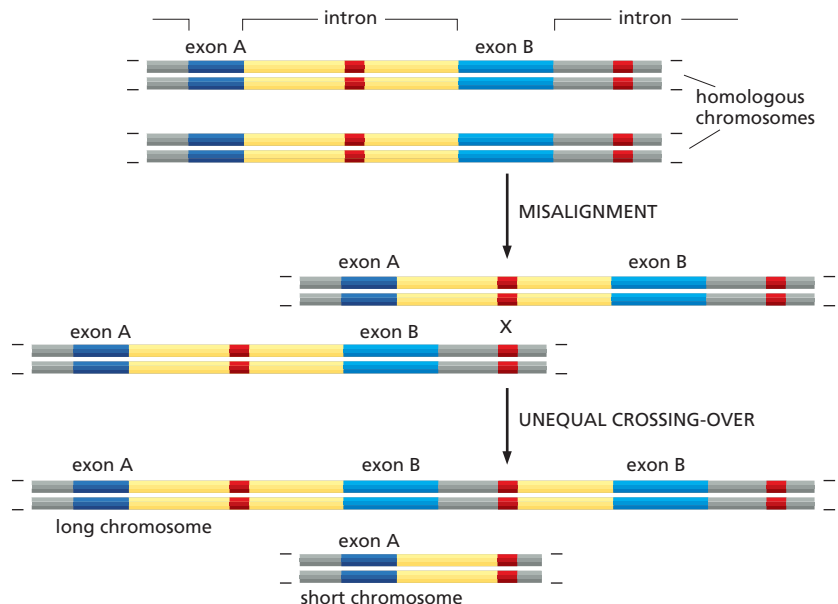 intron
intron
exon A
exon B
homologous
chromosomes
MISALIGNMENT
exon A
exon B
X
exon A
exon B
UNEQUAL CROSSING-OVER
exon A
exon B
exon B
long chromosome
exon A
short chromosome